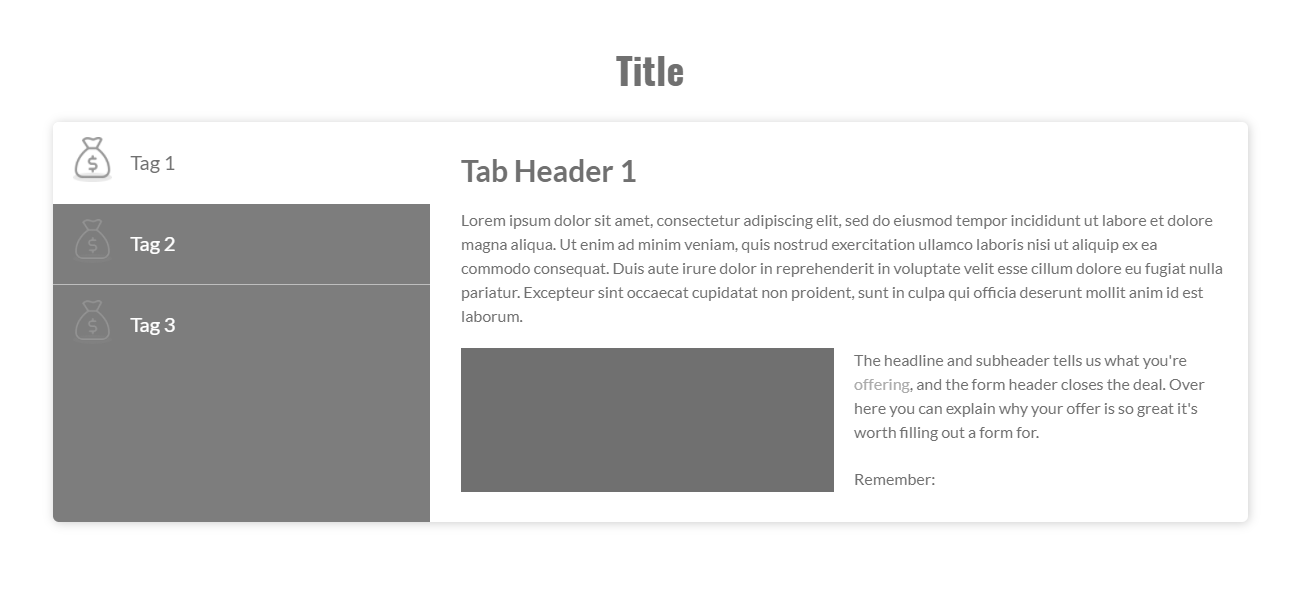 Title
Tag 1
Tag 2
Tag 3
Tab Header 1
Lorem ipsum dolor sit amet, consectetur adipiscing elit, sed do eiusmod tempor incididunt ut labore et dolore
magna aliqua. Ut enim ad minim veniam, quis nostrud exercitation ullamco laboris nisi ut aliquip ex ea
commodo consequat. Duis aute irure dolor in reprehenderit in voluptate velit esse cillum dolore eu fugiat nulla
pariatur. Excepteur sint occaecat cupidatat non proident, sunt in culpa qui officia deserunt mollit anim id est
laborum.
The headline and subheader tells us what you're
offering, and the form header closes the deal. Over
here you can explain why your offer is so great it's
worth filling out a form for.
Remember: